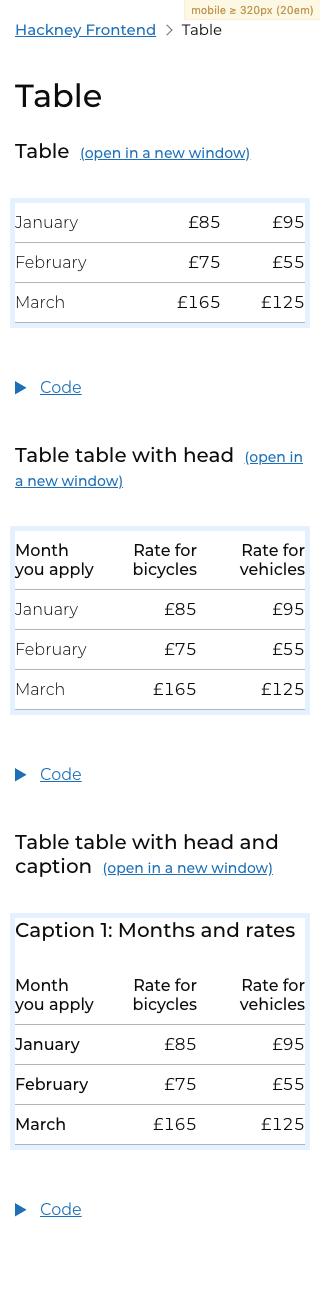 mobile ≥ 320px (20em)
Hackney Frontend > Table
Table
Table (open in a new window)
January £85 £95
February £75 £55
March £165 £125
Code
Table table with head (open in
a new window)
Month Rate for Rate for
you apply bicycles vehicles
January £85 £95
February £75 £55
March £165 £125
Code
Table table with head and
caption (open in a new window)
Caption 1: Months and rates
Month Rate for Rate for
you apply bicycles vehicles
January £85 £95
February £75 £55
March £165 £125
Code